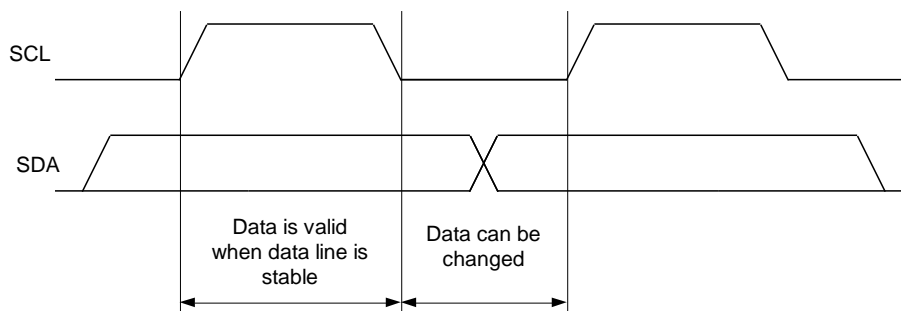 SCL
SDA
Data is valid
when data line is
stable
Data can be
changed